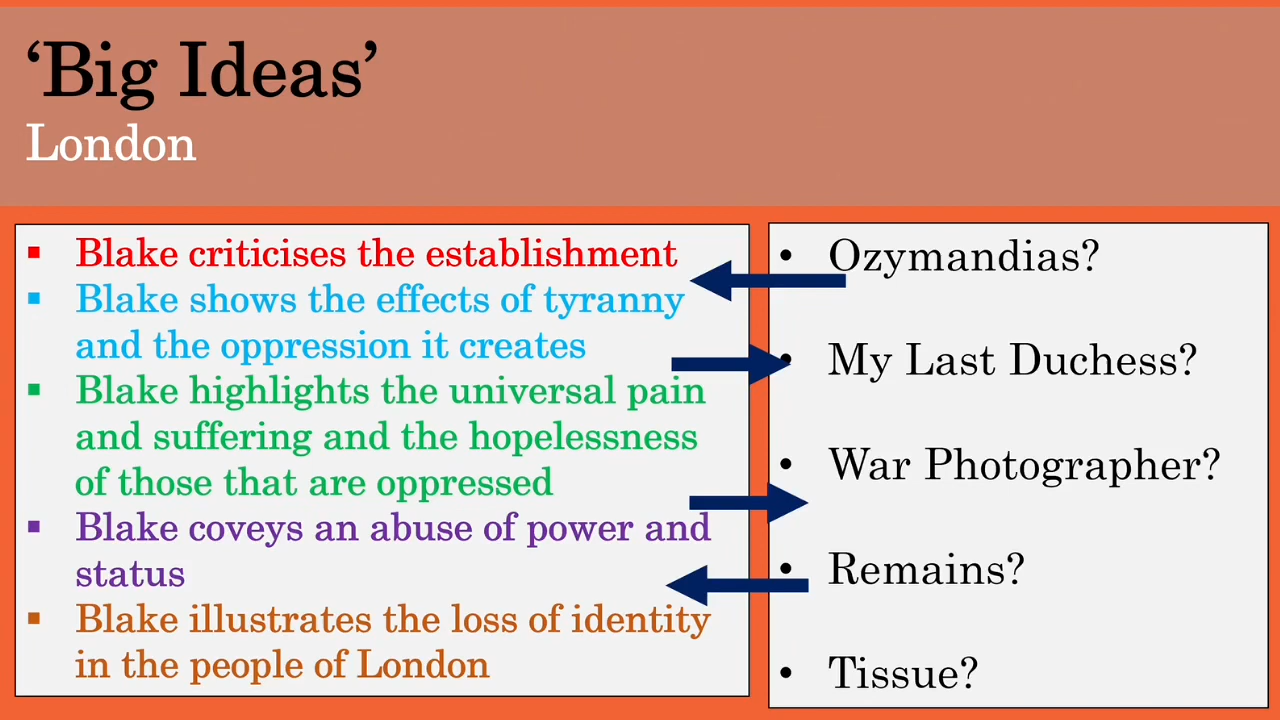 ‘Big Ideas’
London
▪ Blake criticises the establishment
▪ Blake shows the effects of tyranny
and the oppression it creates
▪ Blake highlights the universal pain
and suffering and the hopelessness
of those that are oppressed
▪ Blake coveys an abuse of power and
status
▪ Blake illustrates the loss of identity
in the people of London
• Ozymandias?
• My Last Duchess?
• War Photographer?
• Remains?
• Tissue?